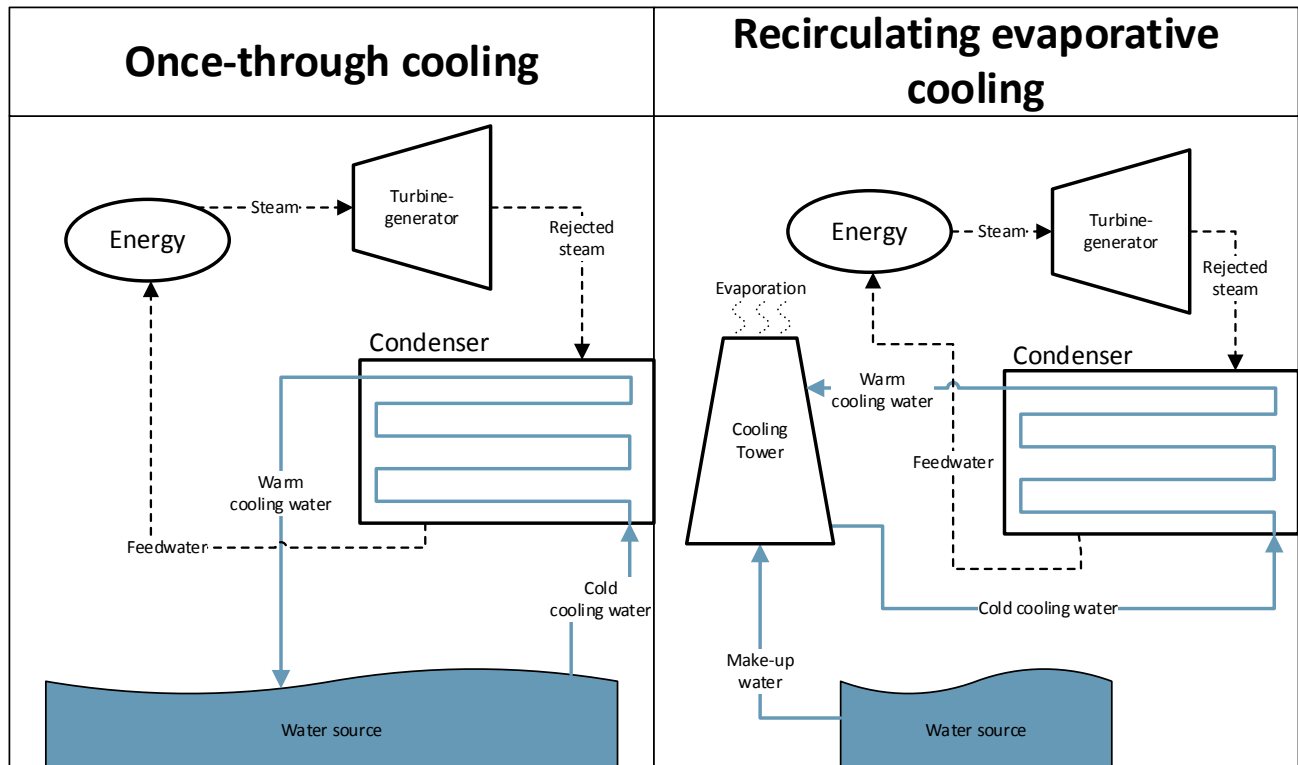 Once-through cooling
Recirculating evaporative
cooling
Energy
Steam
Turbine-
generator
Rejected
steam
Condenser
Warm
cooling water
Feedwater
Cold
cooling water
Water source
Energy
Steam
Turbine-
generator
Rejected
steam
Evaporation
Condenser
Warm
cooling water
Cooling
Tower
Feedwater
Cold cooling water
Make-up
water
Water source